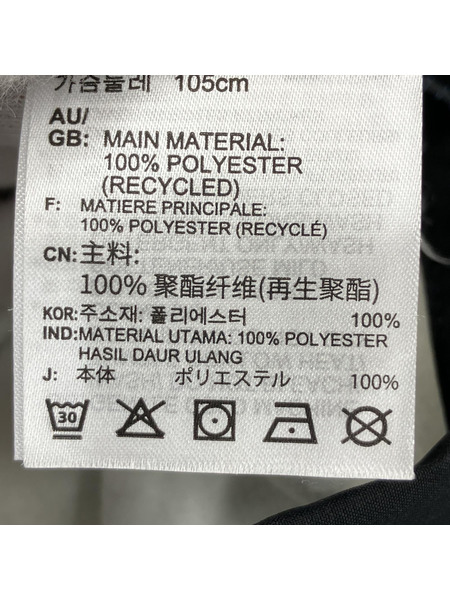 가슴둘레 105cm
AU/
GB: MAIN MATERIAL:
100% POLYESTER
(RECYCLED)
F: MATIERE PRINCIPALE:
100% POLYESTER (RECYCLÉ)
CN: 主料:
100% 聚酯纤维(再生聚酯)
KOR: 주소재: 폴리에스터 100%
IND: MATERIAL UTAMA: 100% POLYESTER
HASIL DAUR ULANG
J: 本体 ポリエステル 100%
30